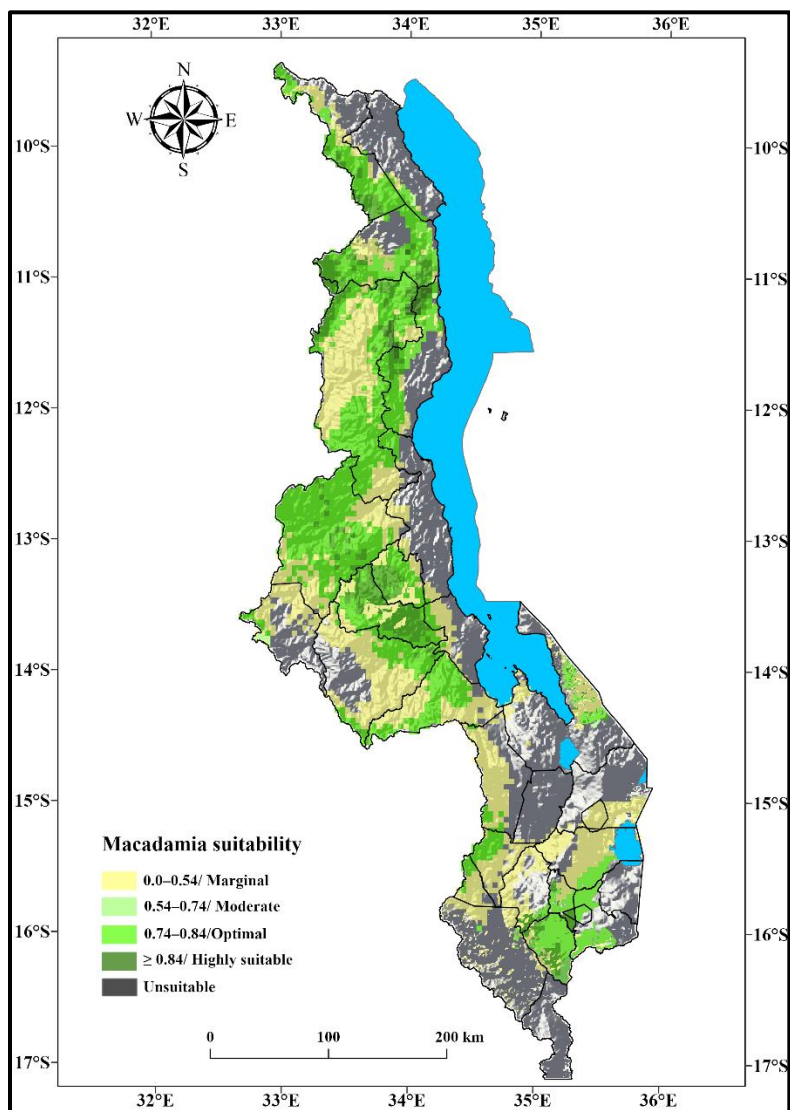 32°E 33°E 34°E 35°E 36°E
N
W E
S
10°S 10°S
11°S 11°S
12°S 12°S
13°S 13°S
14°S 14°S
15°S 15°S
16°S 16°S
17°S 17°S
Macadamia suitability
0.0–0.54/ Marginal
0.54–0.74/ Moderate
0.74–0.84/Optimal
≥ 0.84/ Highly suitable
Unsuitable
0 100 200 km
32°E 33°E 34°E 35°E 36°E